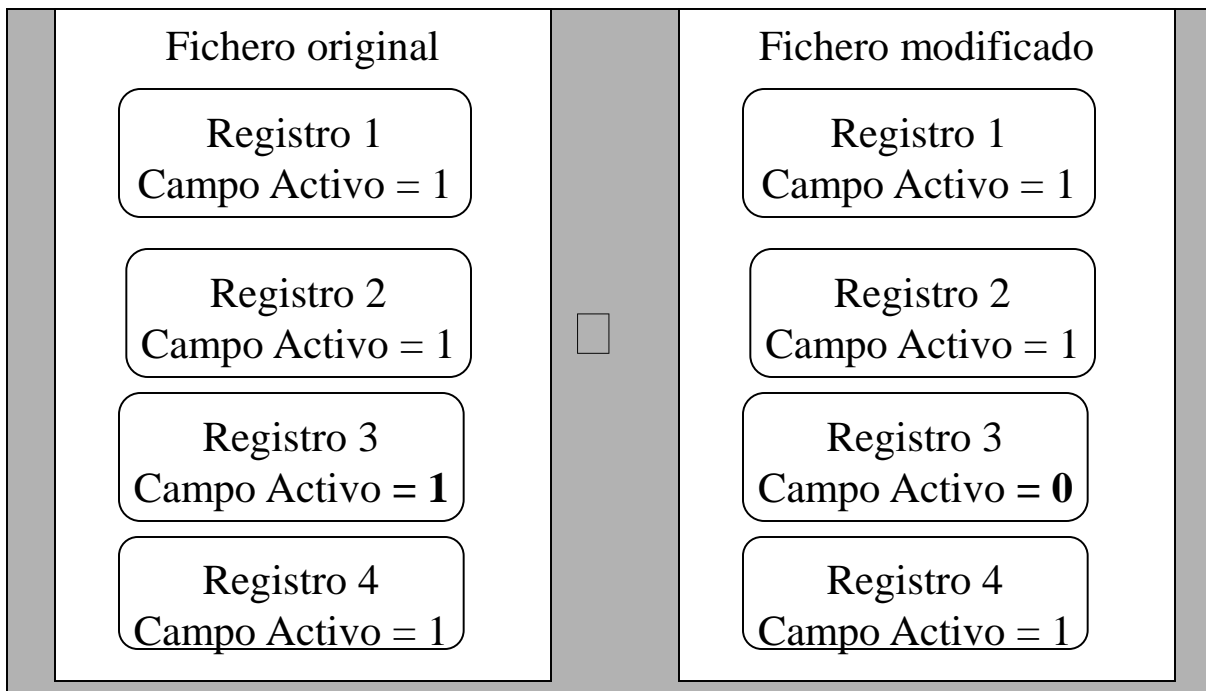 Fichero original
Registro 1
Campo Activo = 1
Registro 2
Campo Activo = 1
Registro 3
Campo Activo = 1
Registro 4
Campo Activo = 1
Fichero modificado
Registro 1
Campo Activo = 1
Registro 2
Campo Activo = 1
Registro 3
Campo Activo = 0
Registro 4
Campo Activo = 1